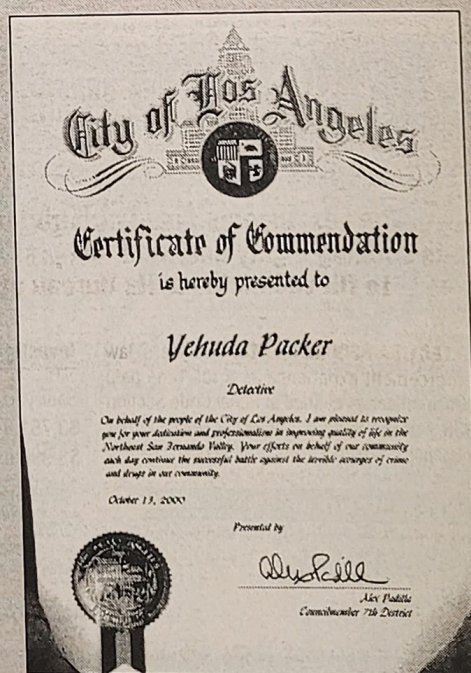 City of Los Angeles
Certificate of Commendation
is hereby presented to
Yehuda Packer
Detective
On behalf of the people of the City of Los Angeles, I am pleased to recognize
you for your dedication and professionalism in improving quality of life in the
Northeast San Fernando Valley. Your efforts on behalf of our community
each day continue the successful battle against the terrible scourges of crime
and drugs in our community.
October 13, 2000
Presented by
Alex Padilla
Councilmember 7th District